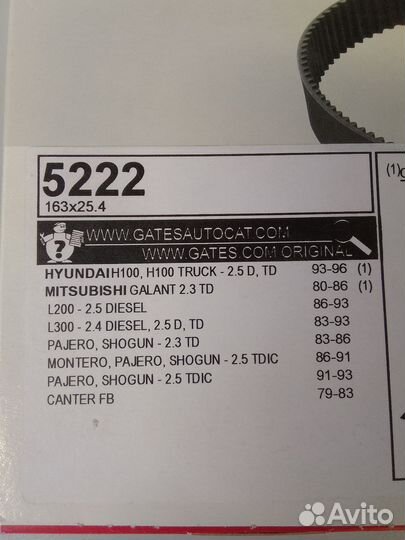 5222
163x25.4
(1)
WWW.GATESAUTOCAT.COM
WWW.GATES.COM ORIGINAL
HYUNDAIH100, H100 TRUCK - 2.5 D, TD 93-96 (1)
MITSUBISHI GALANT 2.3 TD 80-86 (1)
L200 - 2.5 DIESEL 86-93
L300 - 2.4 DIESEL, 2.5 D, TD 83-93
PAJERO, SHOGUN - 2.3 TD 83-86
MONTERO, PAJERO, SHOGUN - 2.5 TDIC 86-91
PAJERO, SHOGUN - 2.5 TDIC 91-93
CANTER FB 79-83
Avito